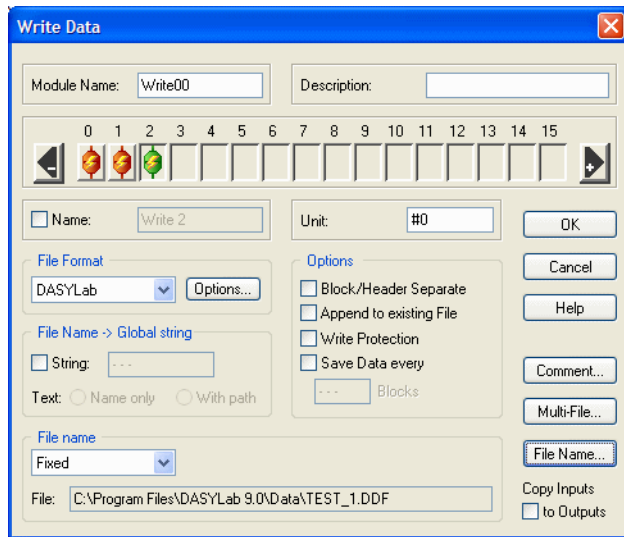 Write Data
Module Name: Write00 Description:
0 1 2 3 4 5 6 7 8 9 10 11 12 13 14 15
- +
Name: Write 2 Unit: #0 OK
File Format Options Cancel
DASYLab Options... Block/Header Separate
Append to existing File Help
File Name -> Global string Write Protection
String: - - - Save Data every Comment...
Text: Name only With path - - - Blocks
Multi-File...
File name
Fixed File Name...
File: C:\Program Files\DASYLab 9.0\Data\TEST_1.DDF Copy Inputs
to Outputs